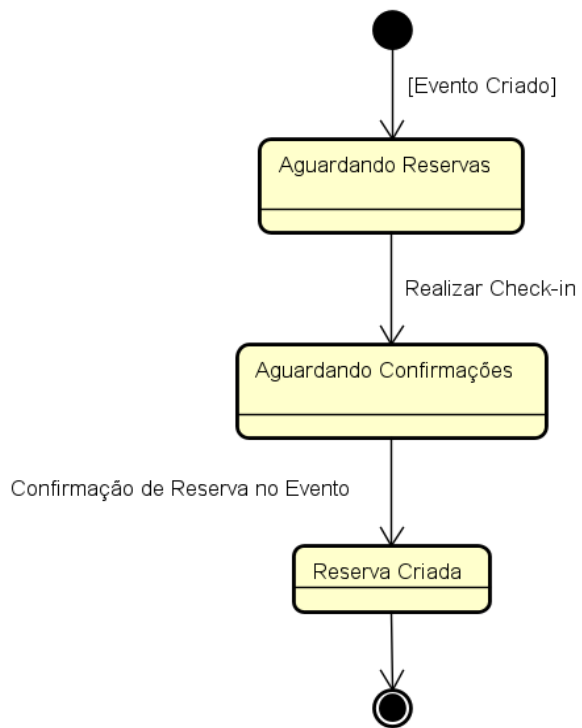 [Evento Criado]
Aguardando Reservas
Realizar Check-in
Aguardando Confirmações
Confirmação de Reserva no Evento
Reserva Criada